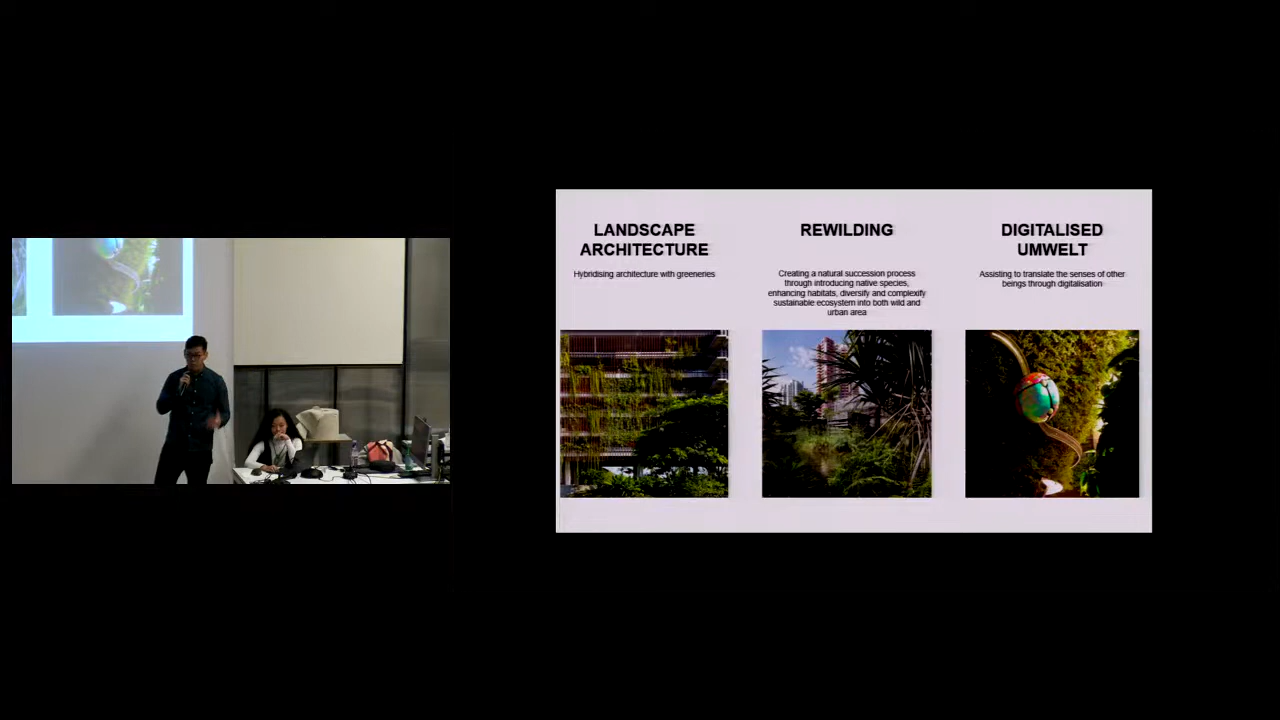 LANDSCAPE
ARCHITECTURE
Hybridising architecture with greeneries
REWILDING
Creating a natural succession process
through introducing native species,
enhancing habitats, diversify and complexify
sustainable ecosystem into both wild and
urban area
DIGITALISED
UMWELT
Assisting to translate the senses of other
beings through digitalisation